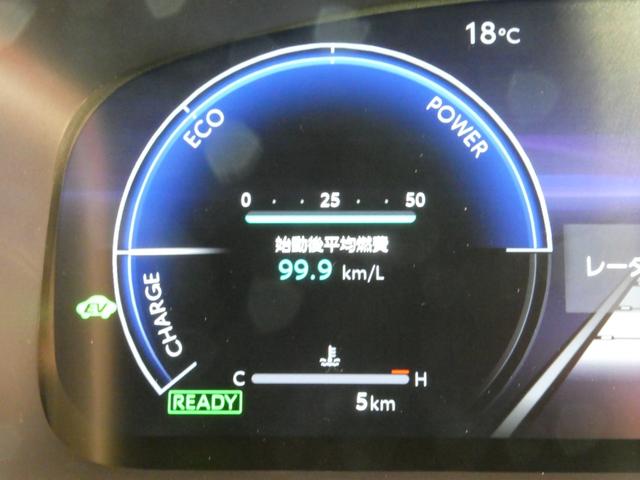 18°C
ECO
POWER
0 · · 25 · · 50
始動後平均燃費
99.9 km/L
CHARGE
EV
レータ
C H
READY
5km